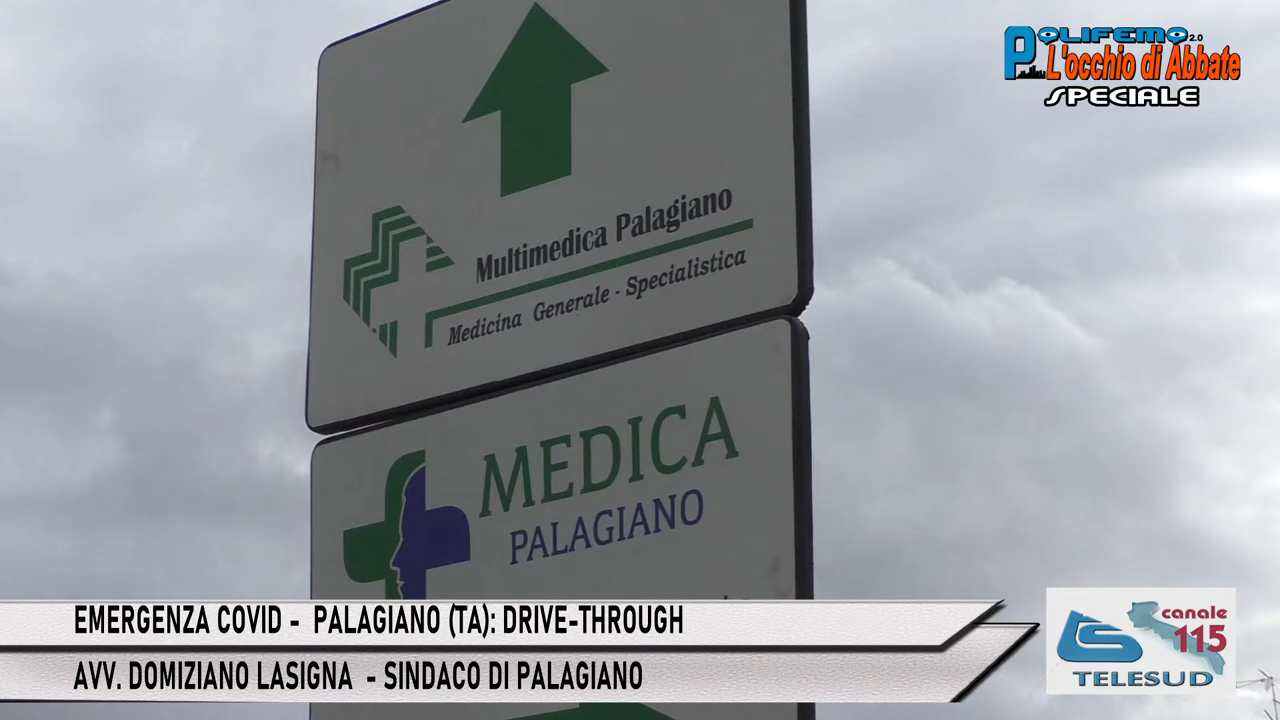 POLIFEMO 2.0
L'occhio di Abbate
SPECIALE
Multimedica Palagiano
Medicina Generale - Specialistica
MEDICA
PALAGIANO
EMERGENZA COVID - PALAGIANO (TA): DRIVE-THROUGH
AVV. DOMIZIANO LASIGNA - SINDACO DI PALAGIANO
canale
115
TELESUD